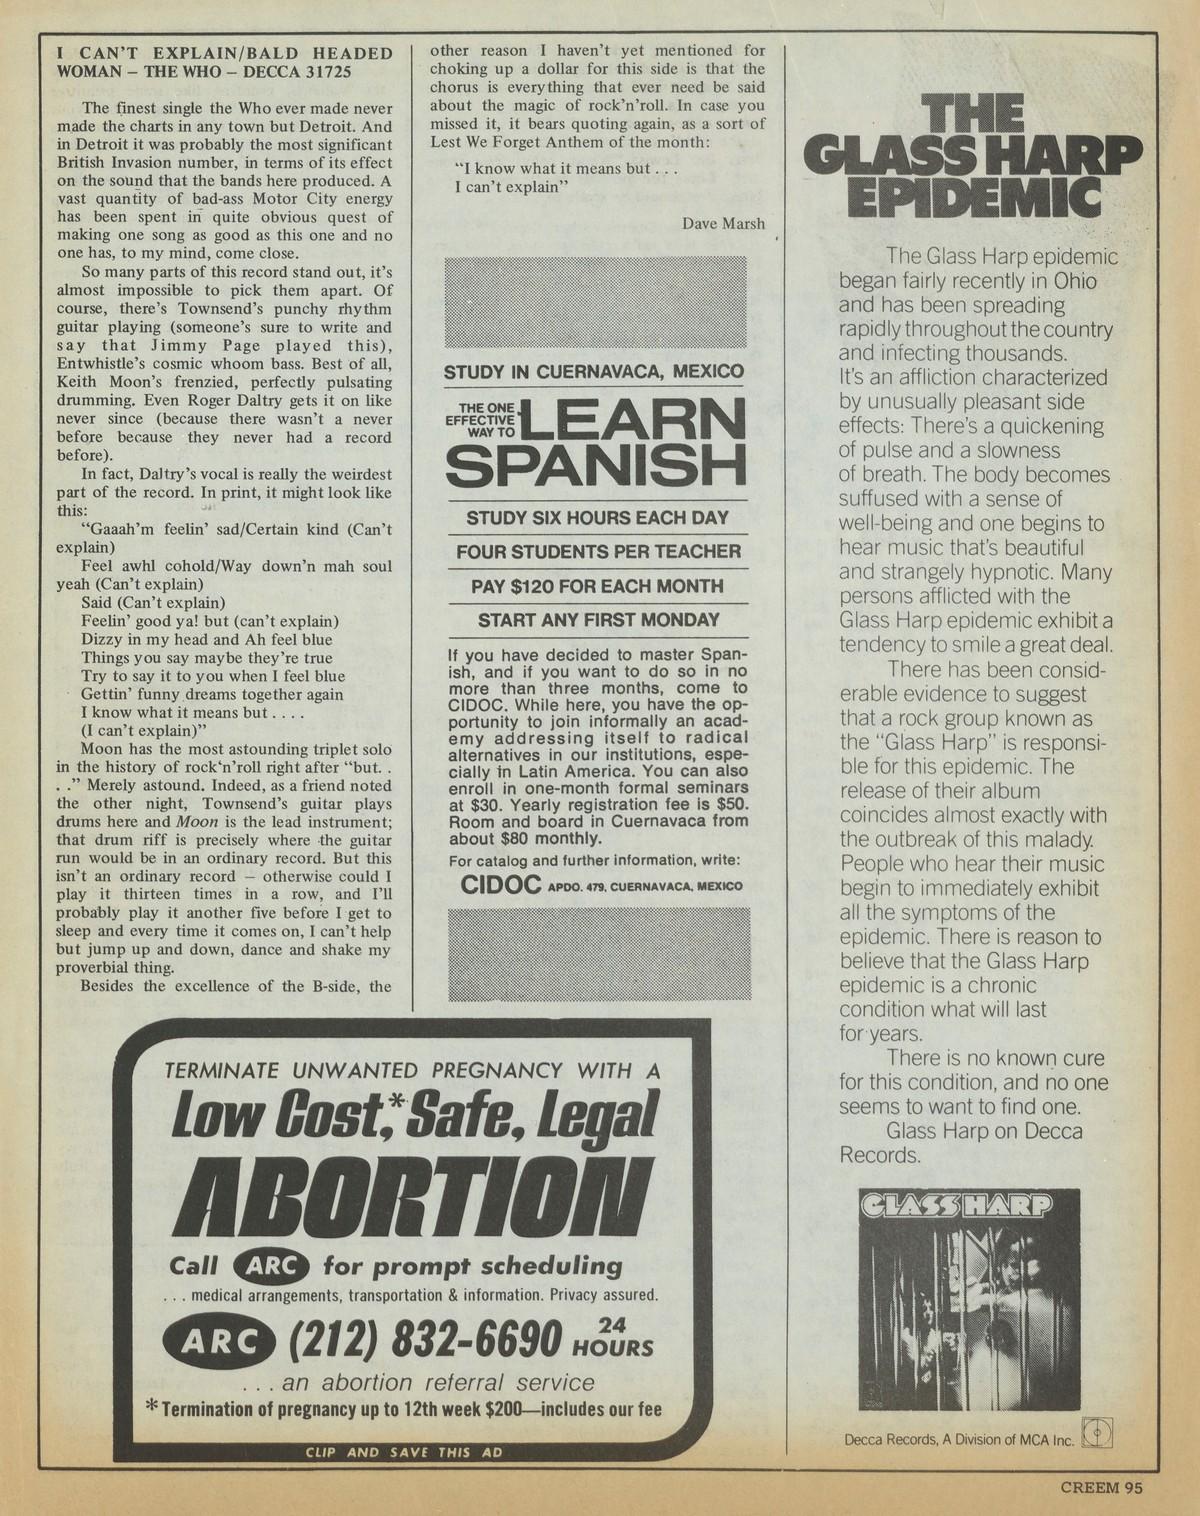 I CAN'T EXPLAIN/BALD HEADED
WOMAN – THE WHO – DECCA 31725
The finest single the Who ever made never
made the charts in any town but Detroit. And
in Detroit it was probably the most significant
British Invasion number, in terms of its effect
on the sound that the bands here produced. A
vast quantity of bad-ass Motor City energy
has been spent in quite obvious quest of
making one song as good as this one and no
one has, to my mind, come close.
So many parts of this record stand out, it's
almost impossible to pick them apart. Of
course, there's Townsend's punchy rhythm
guitar playing (someone's sure to write and
say that Jimmy Page played this),
Entwhistle's cosmic whoom bass. Best of all,
Keith Moon's frenzied, perfectly pulsating
drumming. Even Roger Daltry gets it on like
never since (because there wasn't a never
before because they never had a record
before).
In fact, Daltry's vocal is really the weirdest
part of the record. In print, it might look like
this:
"Gaaah'm feelin' sad/Certain kind (Can't
explain)
Feel awhl cohold/Way down'n mah soul
yeah (Can't explain)
Said (Can't explain)
Feelin' good ya! but (can't explain)
Dizzy in my head and Ah feel blue
Things you say maybe they're true
Try to say it to you when I feel blue
Gettin' funny dreams together again
I know what it means but . . . .
(I can't explain)"
Moon has the most astounding triplet solo
in the history of rock'n'roll right after "but. .
. ." Merely astound. Indeed, as a friend noted
the other night, Townsend's guitar plays
drums here and Moon is the lead instrument;
that drum riff is precisely where the guitar
run would be in an ordinary record. But this
isn't an ordinary record – otherwise could I
play it thirteen times in a row, and I'll
probably play it another five before I get to
sleep and every time it comes on, I can't help
but jump up and down, dance and shake my
proverbial thing.
Besides the excellence of the B-side, the
other reason I haven't yet mentioned for
choking up a dollar for this side is that the
chorus is everything that ever need be said
about the magic of rock'n'roll. In case you
missed it, it bears quoting again, as a sort of
Lest We Forget Anthem of the month:
"I know what it means but . . .
I can't explain"
Dave Marsh
STUDY IN CUERNAVACA, MEXICO
THE ONE
EFFECTIVE
WAY TO
LEARN
SPANISH
STUDY SIX HOURS EACH DAY
FOUR STUDENTS PER TEACHER
PAY $120 FOR EACH MONTH
START ANY FIRST MONDAY
If you have decided to master Span-
ish, and if you want to do so in no
more than three months, come to
CIDOC. While here, you have the op-
portunity to join informally an acad-
emy addressing itself to radical
alternatives in our institutions, espe-
cially in Latin America. You can also
enroll in one-month formal seminars
at $30. Yearly registration fee is $50.
Room and board in Cuernavaca from
about $80 monthly.
For catalog and further information, write:
CIDOC APDO. 479, CUERNAVACA, MEXICO
TERMINATE UNWANTED PREGNANCY WITH A
Low Cost,* Safe, Legal
ABORTION
Call ARC for prompt scheduling
. . . medical arrangements, transportation & information. Privacy assured.
ARC (212) 832-6690 24 HOURS
. . . an abortion referral service
*Termination of pregnancy up to 12th week $200—includes our fee
CLIP AND SAVE THIS AD
THE
GLASS HARP
EPIDEMIC
The Glass Harp epidemic
began fairly recently in Ohio
and has been spreading
rapidly throughout the country
and infecting thousands.
It's an affliction characterized
by unusually pleasant side
effects: There's a quickening
of pulse and a slowness
of breath. The body becomes
suffused with a sense of
well-being and one begins to
hear music that's beautiful
and strangely hypnotic. Many
persons afflicted with the
Glass Harp epidemic exhibit a
tendency to smile a great deal.
There has been consid-
erable evidence to suggest
that a rock group known as
the "Glass Harp" is responsi-
ble for this epidemic. The
release of their album
coincides almost exactly with
the outbreak of this malady.
People who hear their music
begin to immediately exhibit
all the symptoms of the
epidemic. There is reason to
believe that the Glass Harp
epidemic is a chronic
condition what will last
for years.
There is no known cure
for this condition, and no one
seems to want to find one.
Glass Harp on Decca
Records.
GLASS HARP
Decca Records, A Division of MCA Inc.
CREEM 95